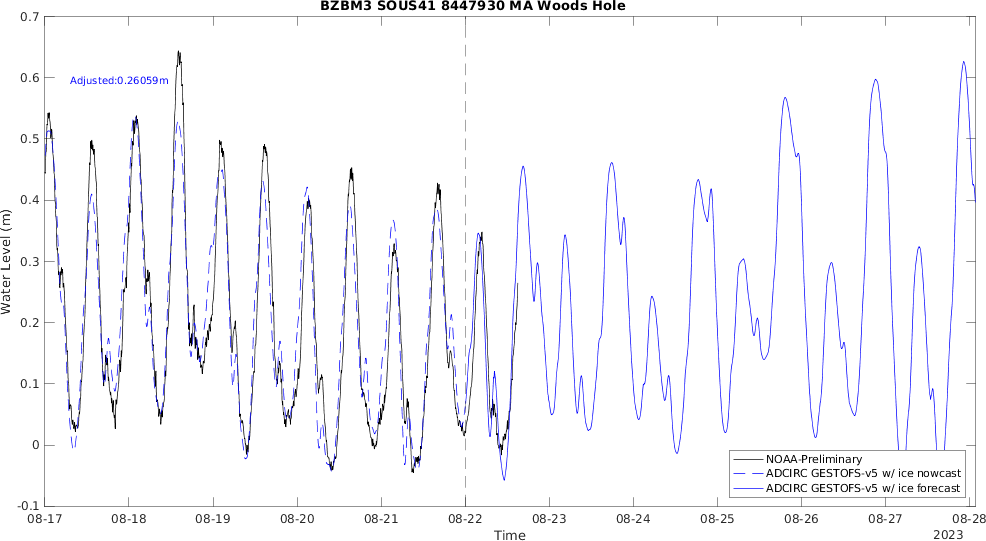 BZBM3 SOUS41 8447930 MA Woods Hole
Adjusted:0.26059m
Water Level (m)
0.7
0.6
0.5
0.4
0.3
0.2
0.1
0
-0.1
NOAA-Preliminary
ADCIRC GESTOFS-v5 w/ ice nowcast
ADCIRC GESTOFS-v5 w/ ice forecast
08-17 08-18 08-19 08-20 08-21 08-22 08-23 08-24 08-25 08-26 08-27 08-28
Time
2023